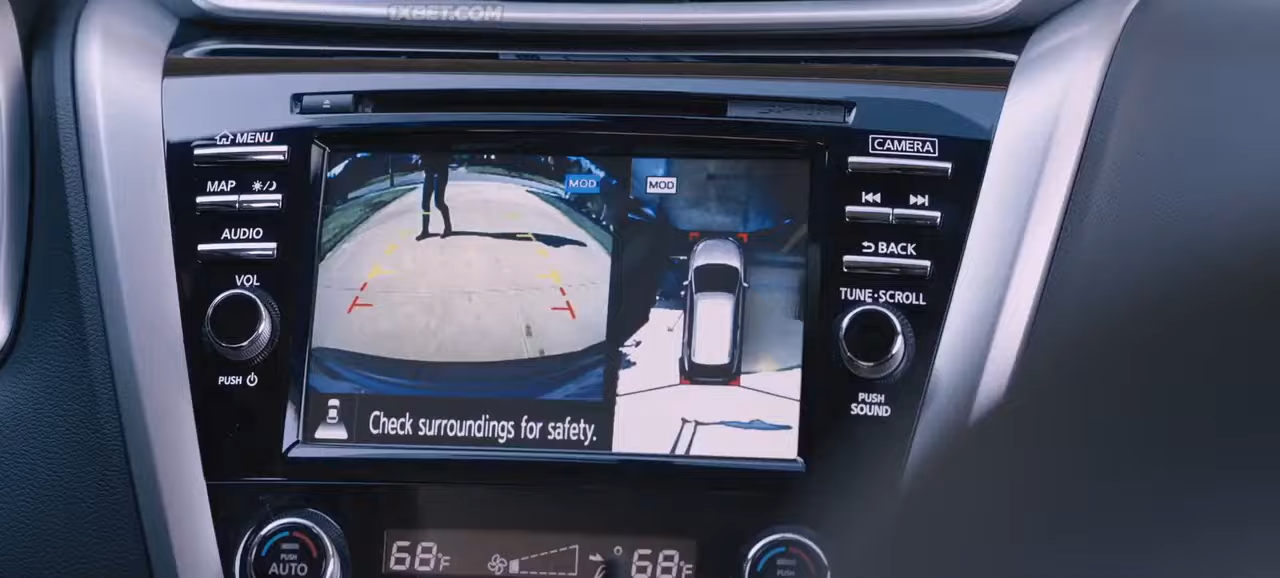 1XBET.COM
MENU
MAP
AUDIO
VOL
PUSH
MOD
Check surroundings for safety.
MOD
CAMERA
BACK
TUNE·SCROLL
PUSH
SOUND
PUSH
AUTO
68°F
68°F
PUSH